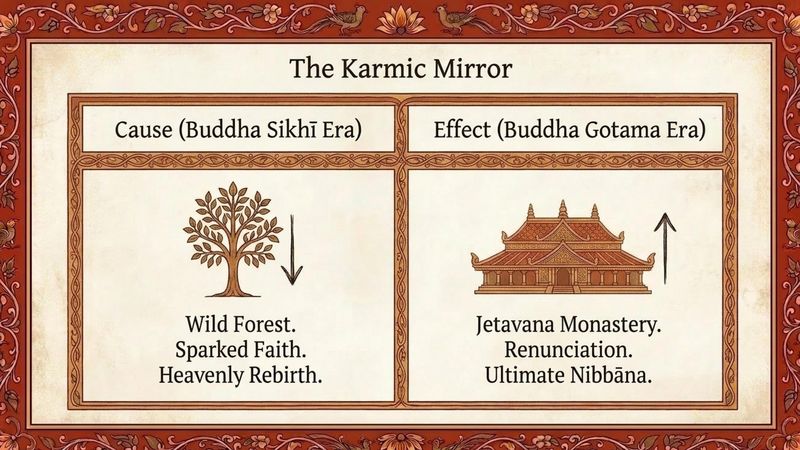 The Karmic Mirror
Cause (Buddha Sikhī Era)
Effect (Buddha Gotama Era)
Wild Forest.
Sparked Faith.
Heavenly Rebirth.
Jetavana Monastery.
Renunciation.
Ultimate Nibbāna.